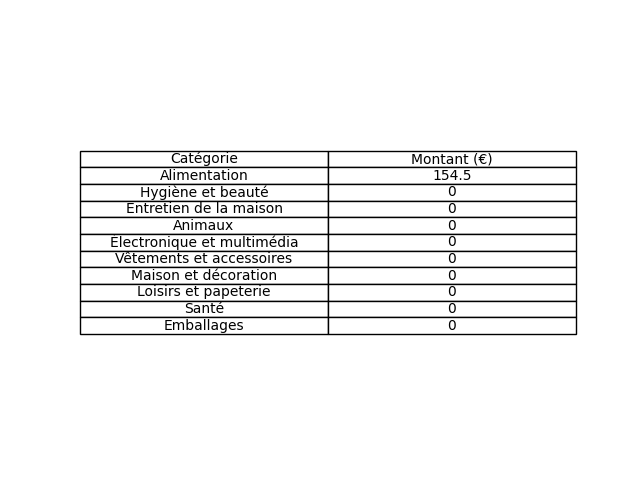 Catégorie Montant (€)
Alimentation 154.5
Hygiène et beauté 0
Entretien de la maison 0
Animaux 0
Électronique et multimédia 0
Vêtements et accessoires 0
Maison et décoration 0
Loisirs et papeterie 0
Santé 0
Emballages 0